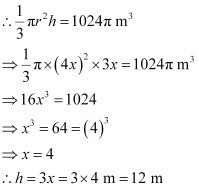 ∴ 1/3 πr²h = 1024π m³
⇒ 1/3 π × (4x)² × 3x = 1024π m³
⇒ 16x³ = 1024
⇒ x³ = 64 = (4)³
⇒ x = 4
∴ h = 3x = 3 × 4 m = 12 m